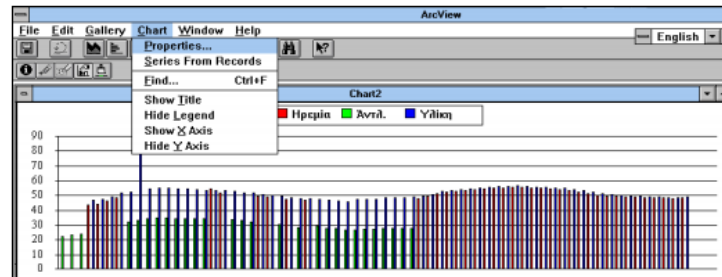 ArcView
File Edit Gallery Chart Window Help
English
Properties...
Series From Records
Find... Ctrl+F
Show Title
Hide Legend
Show X Axis
Hide Y Axis
Chart2
Ηρεμία Άντλ. Υλίκη
90
80
70
60
50
40
30
20
10
0